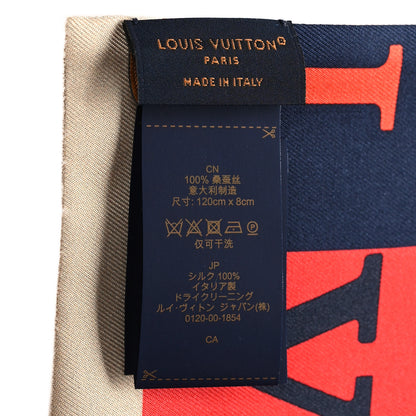 LOUIS VUITTON®
PARIS
MADE IN ITALY
CN
100% 桑蚕丝
意大利制造
尺寸: 120cm x 8cm
仅可干洗
JP
シルク 100%
イタリア製
ドライクリーニング
ルイ・ヴィトン ジャパン(株)
0120-00-1854
CA
I
V